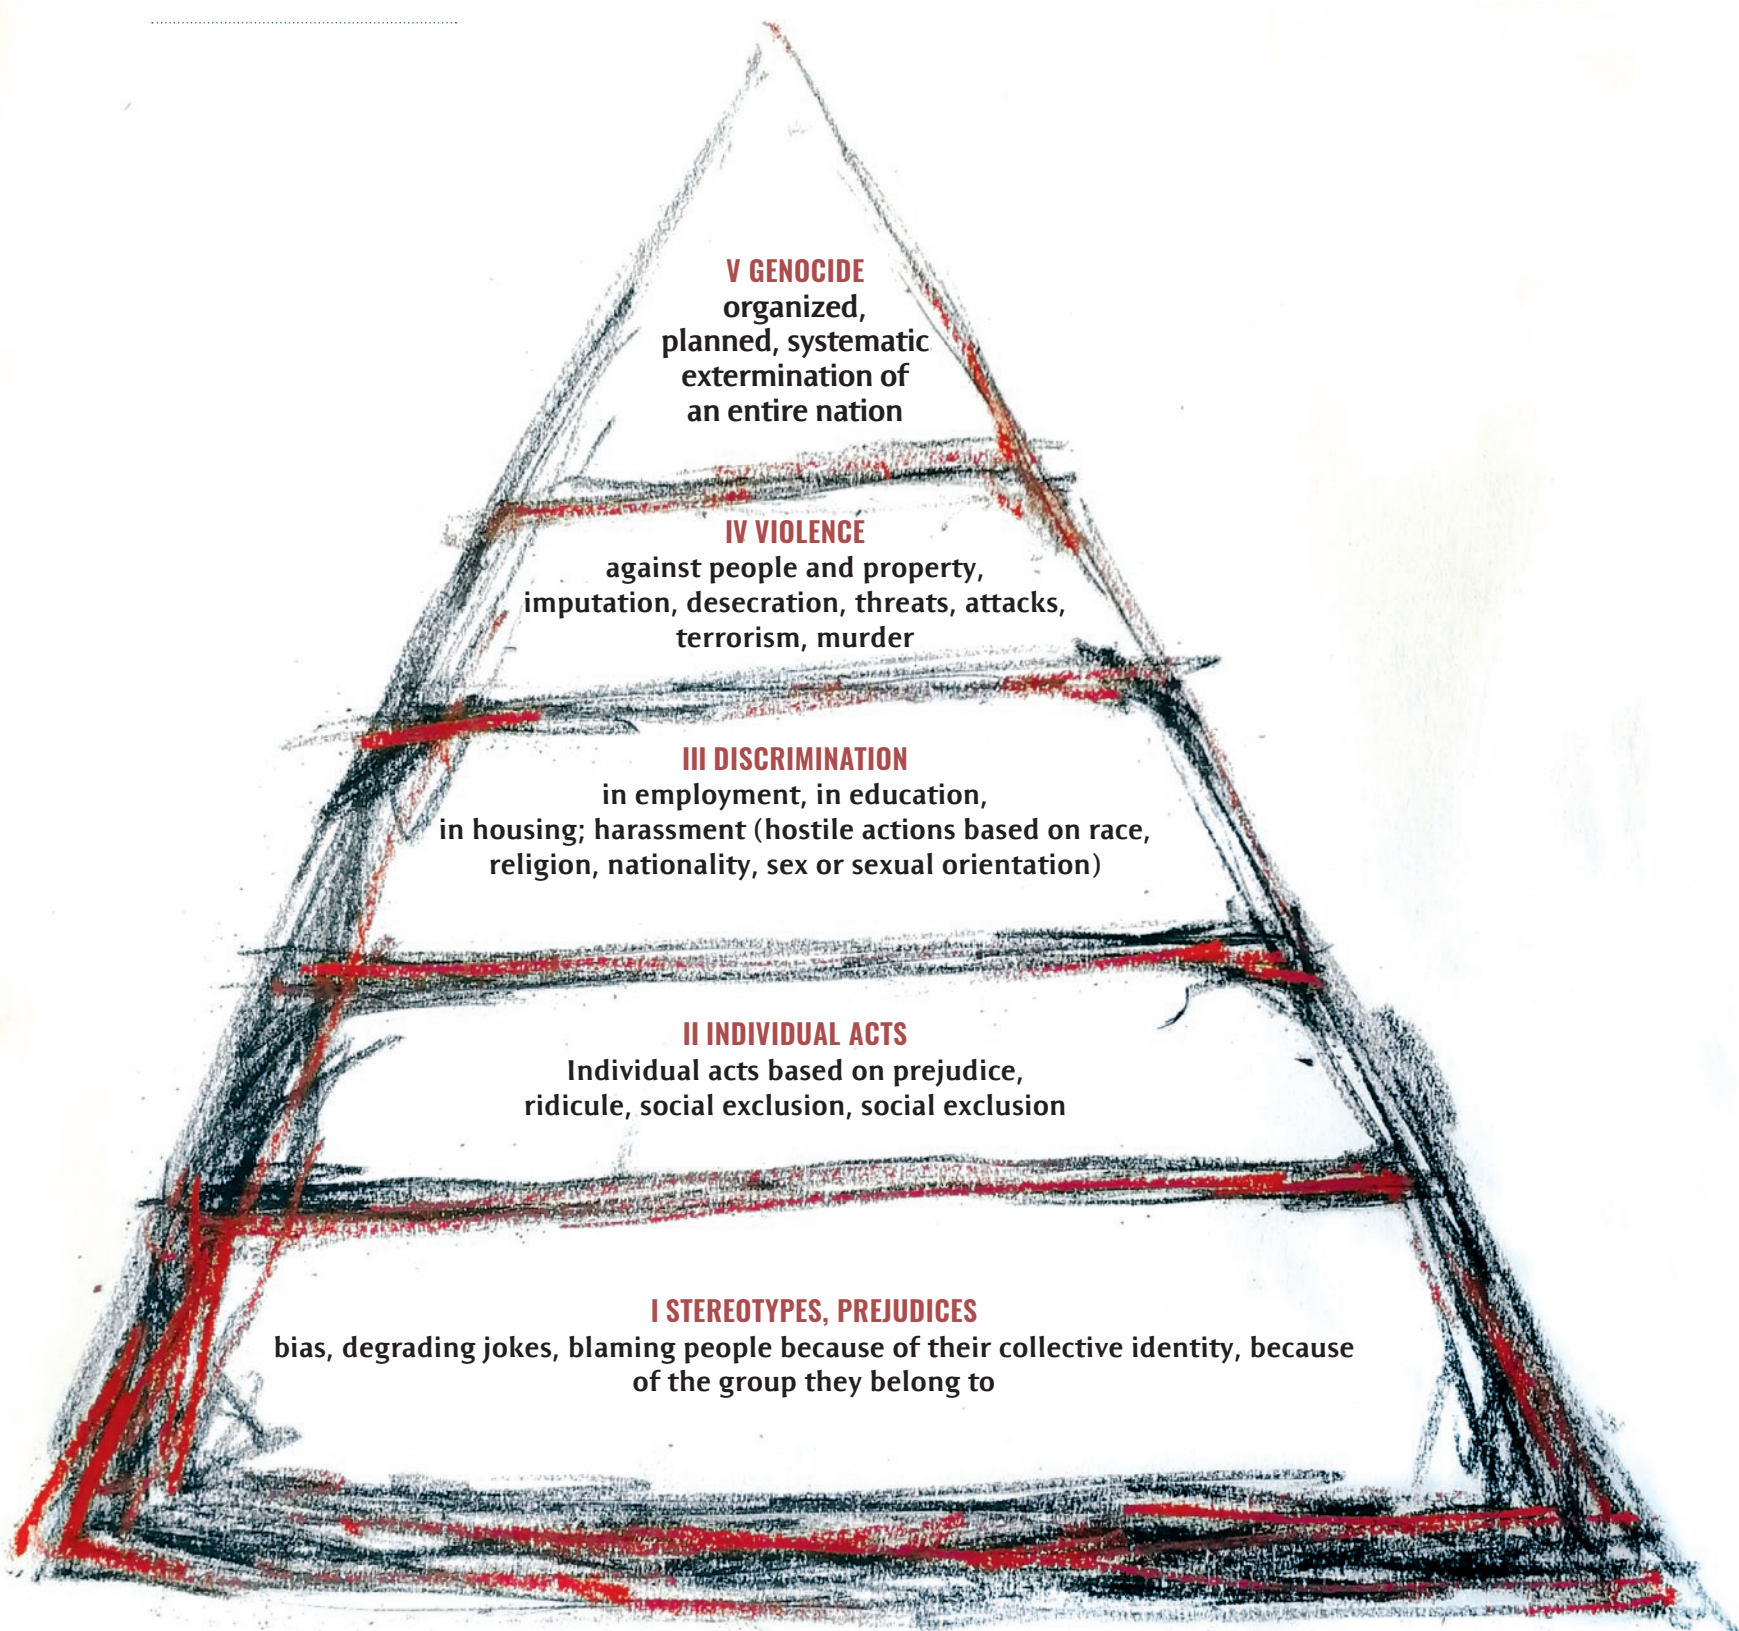 V GENOCIDE
organized,
planned, systematic
extermination of
an entire nation
IV VIOLENCE
against people and property,
imputation, desecration, threats, attacks,
terrorism, murder
III DISCRIMINATION
in employment, in education,
in housing; harassment (hostile actions based on race,
religion, nationality, sex or sexual orientation)
II INDIVIDUAL ACTS
Individual acts based on prejudice,
ridicule, social exclusion, social exclusion
I STEREOTYPES, PREJUDICES
bias, degrading jokes, blaming people because of their collective identity, because
of the group they belong to